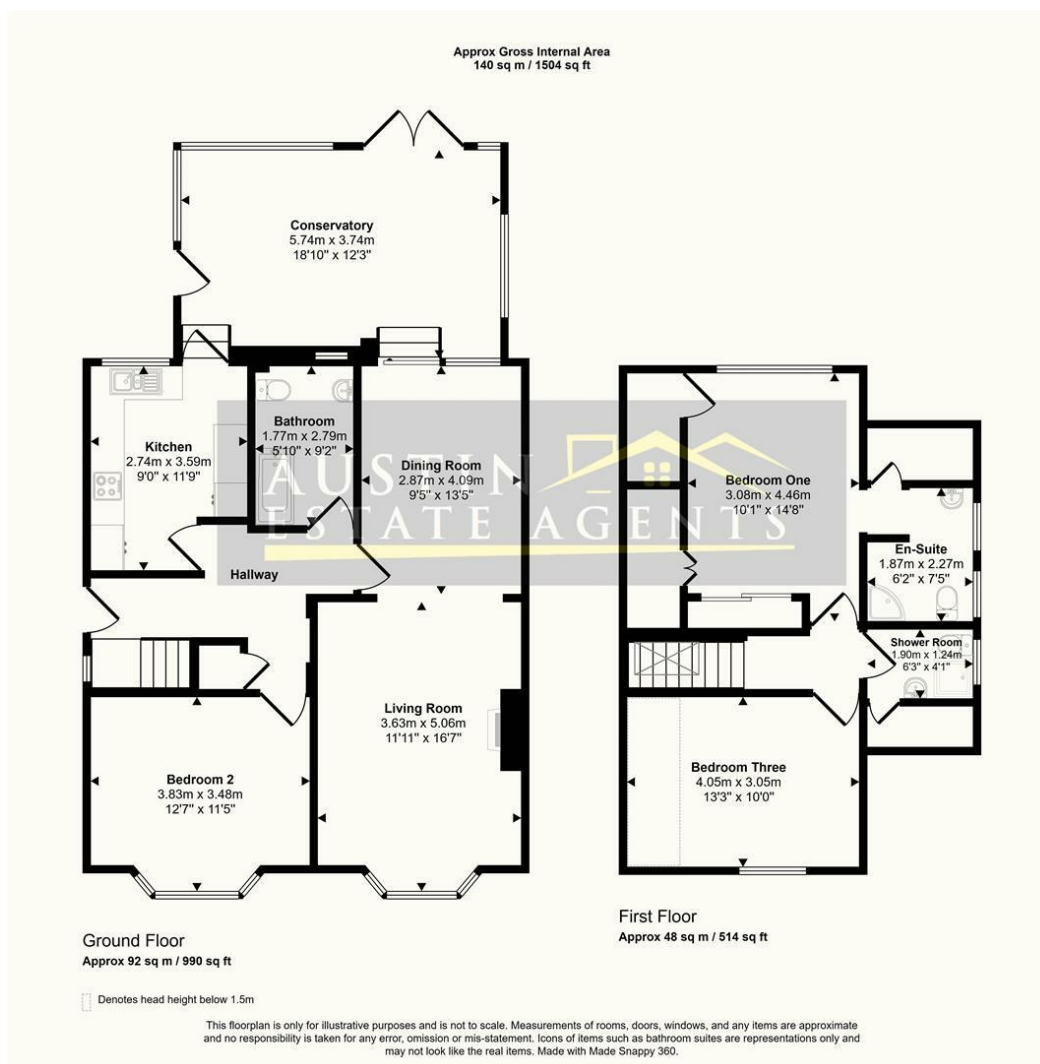 Approx Gross Internal Area
140 sq m / 1504 sq ft
Conservatory
5.74m x 3.74m
18'10" x 12'3"
Kitchen
2.74m x 3.59m
9'0" x 11'9"
Bathroom
1.77m x 2.79m
5'10" x 9'2"
Dining Room
2.87m x 4.09m
9'5" x 13'5"
AUSTIN
ESTATE AGENTS
Hallway
Living Room
3.63m x 5.06m
11'11" x 16'7"
Bedroom 2
3.83m x 3.48m
12'7" x 11'5"
Bedroom One
3.08m x 4.46m
10'1" x 14'8"
En-Suite
1.87m x 2.27m
6'2" x 7'5"
Shower Room
1.90m x 1.24m
6'3" x 4'1"
Bedroom Three
4.05m x 3.05m
13'3" x 10'0"
Ground Floor
Approx 92 sq m / 990 sq ft
First Floor
Approx 48 sq m / 514 sq ft
Denotes head height below 1.5m
This floorplan is only for illustrative purposes and is not to scale. Measurements of rooms, doors, windows, and any items are approximate
and no responsibility is taken for any error, omission or mis-statement. Icons of items such as bathroom suites are representations only and
may not look like the real items. Made with Made Snappy 360.